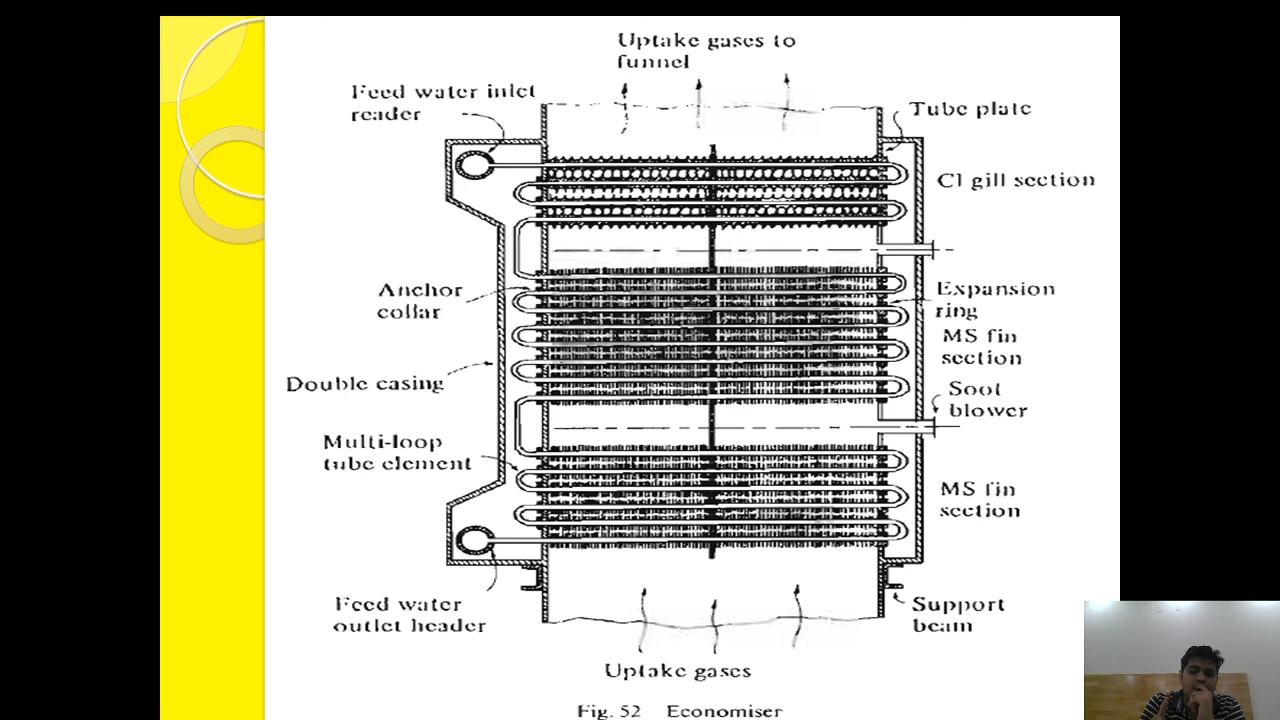 Uptake gases to
funnel
Feed water inlet
reader
Tube plate
CI gill section
Anchor
collar
Expansion
ring
MS fin
section
Double casing
Soot
blower
Multi-loop
tube element
MS fin
section
Feed water
outlet header
Support
beam
Uptake gases
Fig. 52 Economiser